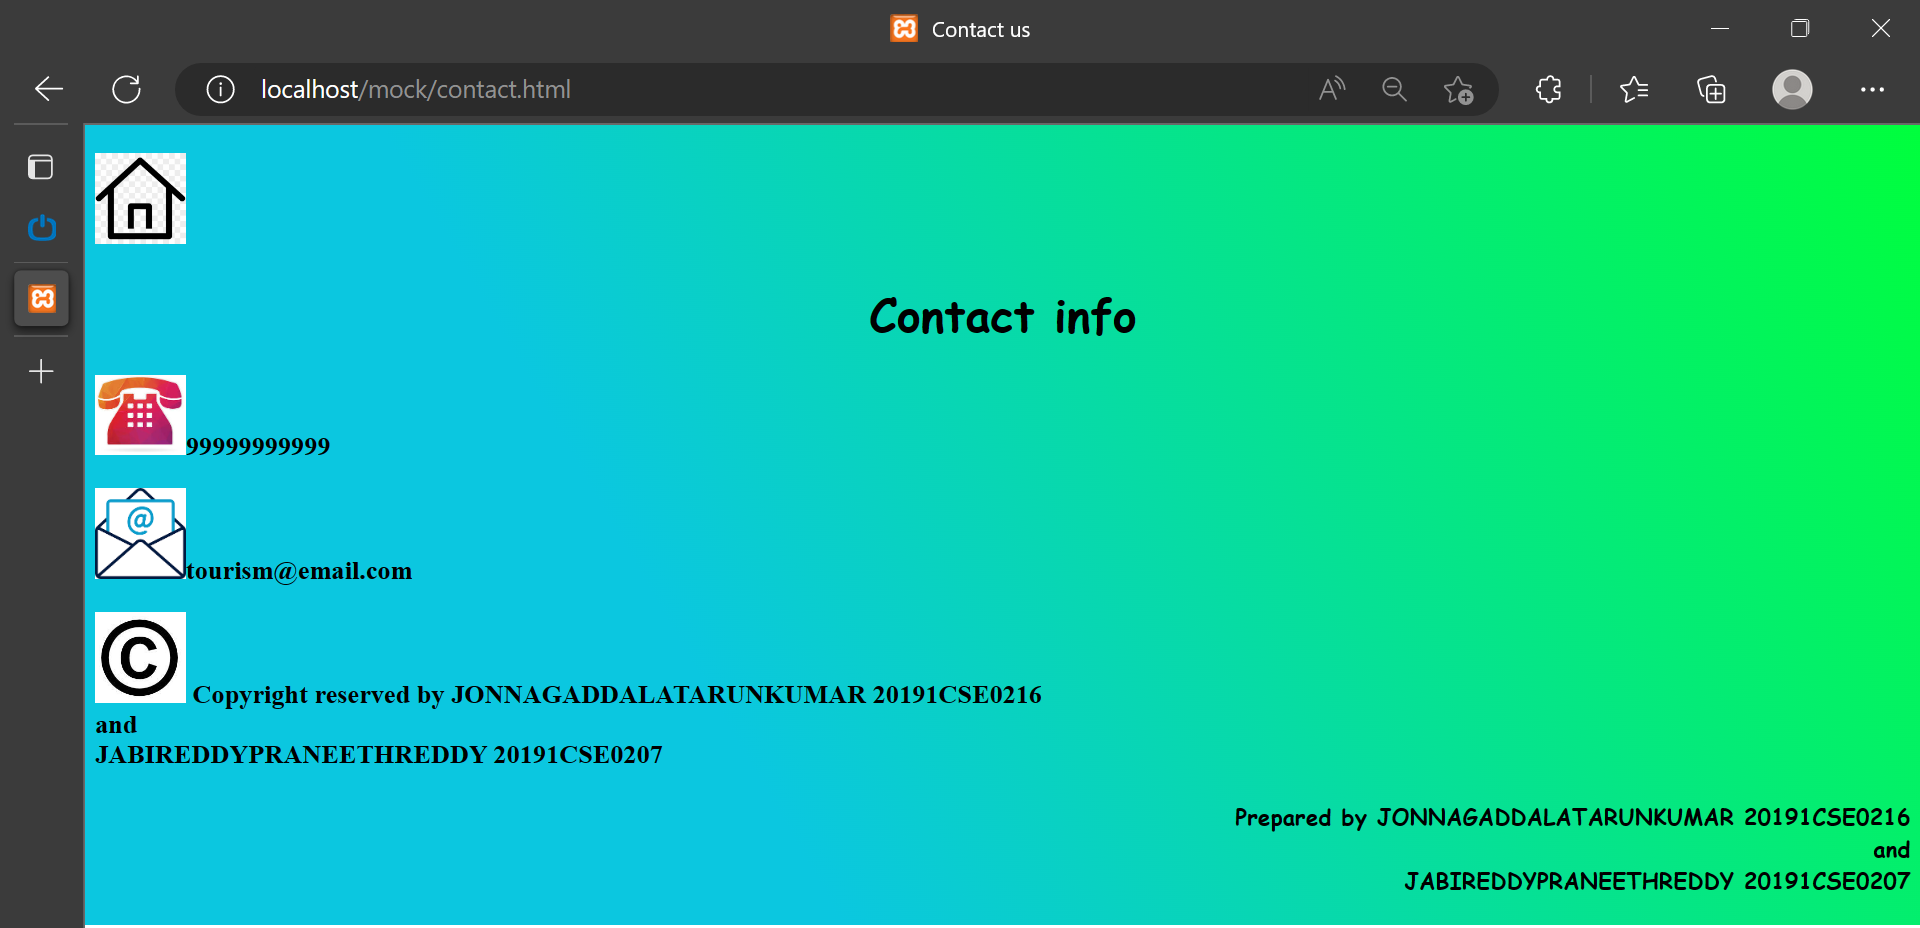 Contact us
localhost/mock/contact.html
Contact info
99999999999
@
tourism@email.com
© Copyright reserved by JONNAGADDALATARUNKUMAR 20191CSE0216
and
JABIREDDYPRANEETHREDDY 20191CSE0207
Prepared by JONNAGADDALATARUNKUMAR 20191CSE0216
and
JABIREDDYPRANEETHREDDY 20191CSE0207